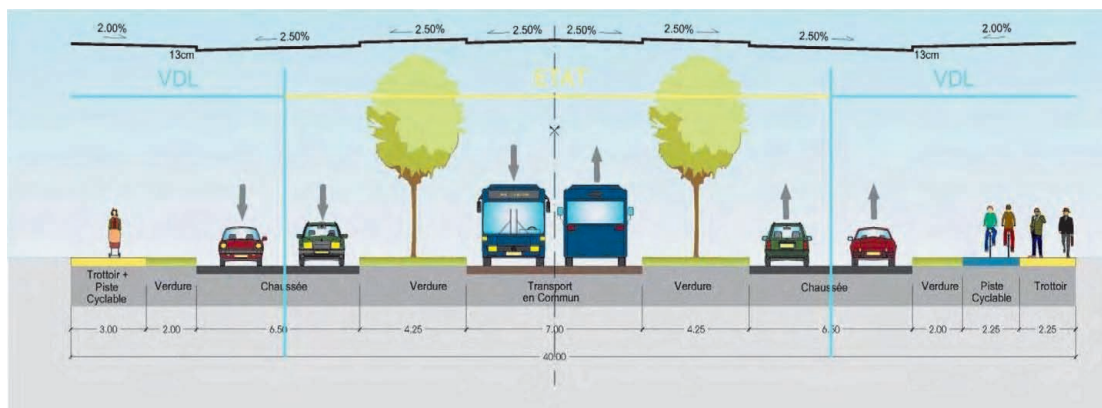 2.00% 2.50% 2.50% 2.50% 2.50% 2.50% 2.50% 2.00%
13cm 13cm
VDL ETAT VDL
Trottoir + Piste Cyclable
Verdure
Chaussée
Verdure
Transport en Commun
Verdure
Chaussée
Verdure
Piste Cyclable
Trottoir
3.00 2.00 6.50 4.25 7.00 4.25 6.50 2.00 2.25 2.25
40.00